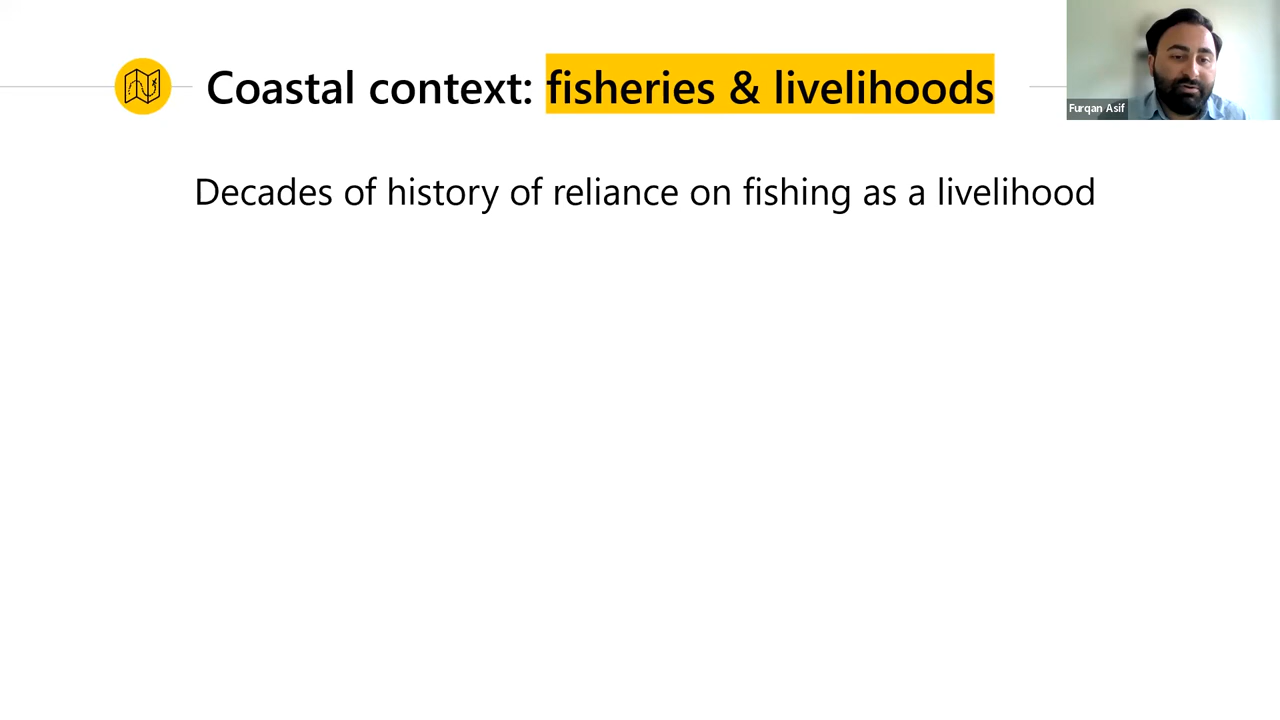 Coastal context: fisheries & livelihoods
Furqan Asif
Decades of history of reliance on fishing as a livelihood